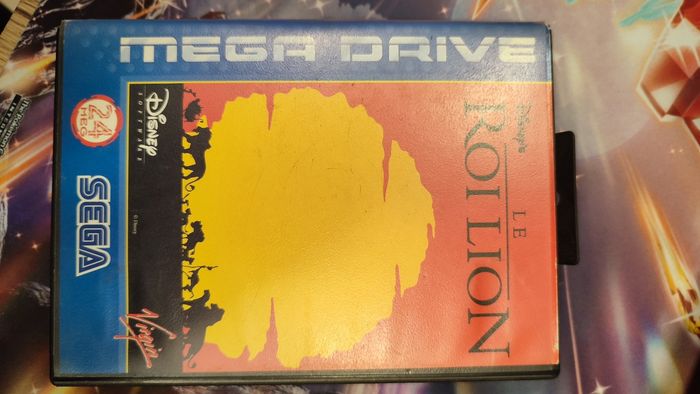 MEGA DRIVE
Disney's
LE
ROI LION
DISNEY
SOFTWARE
© Disney
24
MEG
SEGA
Virgin